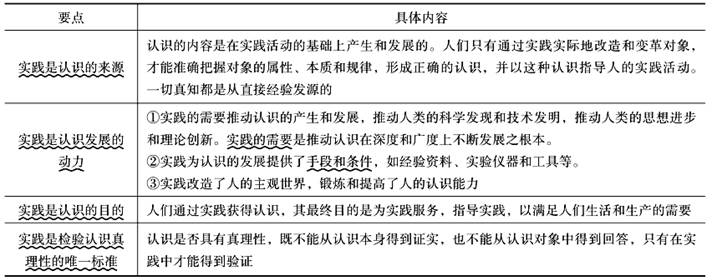 要点 具体内容
实践是认识的来源
认识的内容是在实践活动的基础上产生和发展的。人们只有通过实践实际地改造和变革对象，
才能准确把握对象的属性、本质和规律，形成正确的认识，并以这种认识指导人的实践活动。
一切真知都是从直接经验发源的
实践是认识发展的
动力
①实践的需要推动认识的产生和发展，推动人类的科学发现和技术发明，推动人类的思想进步
和理论创新。实践的需要是推动认识在深度和广度上不断发展之根本。
②实践为认识的发展提供了手段和条件，如经验资料、实验仪器和工具等。
③实践改造了人的主观世界，锻炼和提高了人的认识能力
实践是认识的目的
人们通过实践获得认识，其最终目的是为实践服务，指导实践，以满足人们生活和生产的需要
实践是检验认识真
理性的唯一标准
认识是否具有真理性，既不能从认识本身得到证实，也不能从认识对象中得到回答，只有在实
践中才能得到验证